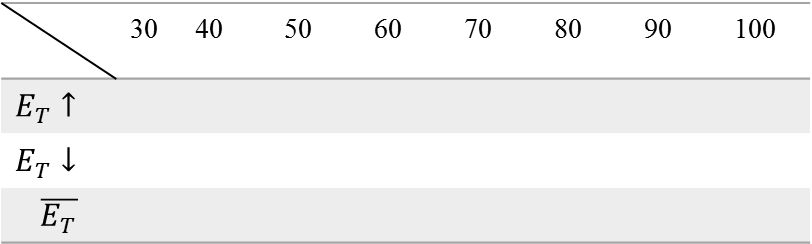 30 40 50 60 70 80 90 100
E_T ↑
E_T ↓
\overline{E_T}